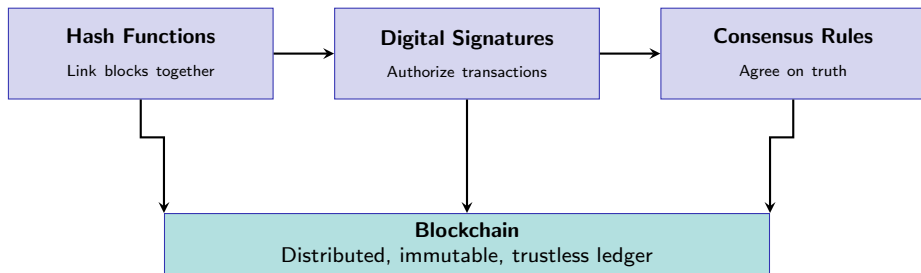 Hash Functions
Link blocks together
Digital Signatures
Authorize transactions
Consensus Rules
Agree on truth
Blockchain
Distributed, immutable, trustless ledger